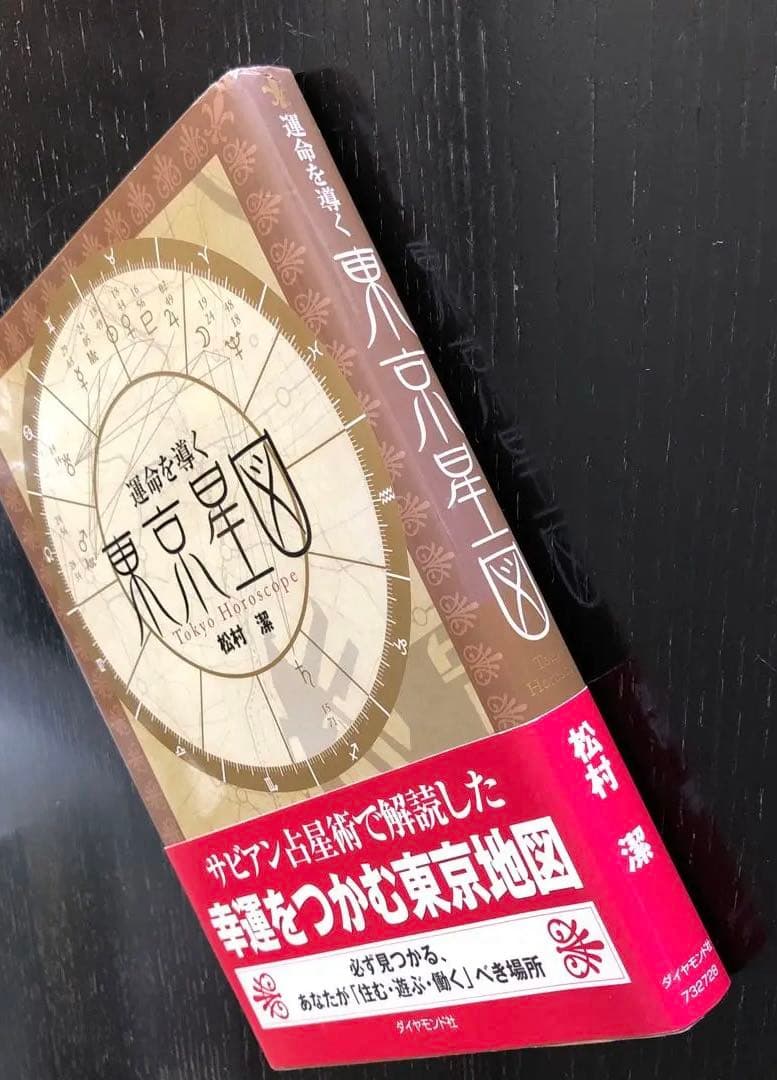 運命を導く
東京星図
Tokyo Horoscope
松村 潔
サビアン占星術で解読した
幸運をつかむ東京地図
必ず見つかる、
あなたが「住む・遊ぶ・働く」べき場所
ダイヤモンド社
運命を導く
東京星図
松村 潔
ダイヤモンド社
732728